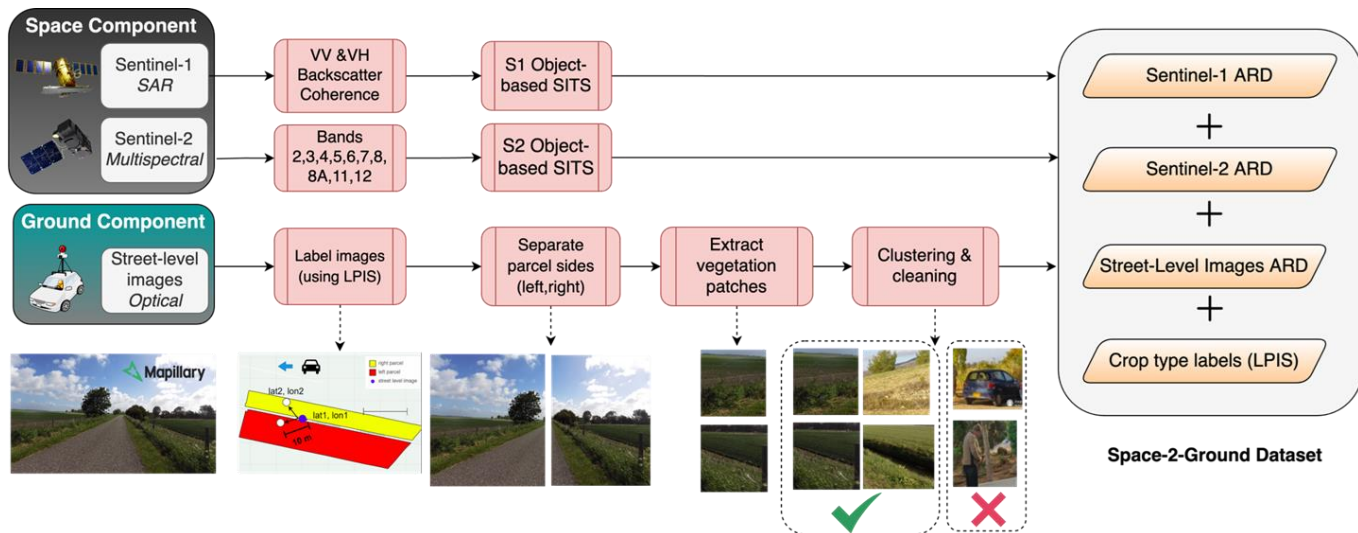 Space Component
Sentinel-1
SAR
Sentinel-2
Multispectral
VV &VH
Backscatter
Coherence
S1 Object-
based SITS
Bands
2,3,4,5,6,7,8,
8A,11,12
S2 Object-
based SITS
Ground Component
Street-level
images
Optical
Label images
(using LPIS)
Separate
parcel sides
(left,right)
Extract
vegetation
patches
Clustering &
cleaning
Mapillary
right parcel
left parcel
street level image
lat2, lon2
lat1, lon1
10 m
Sentinel-1 ARD
+
Sentinel-2 ARD
+
Street-Level Images ARD
+
Crop type labels (LPIS)
Space-2-Ground Dataset